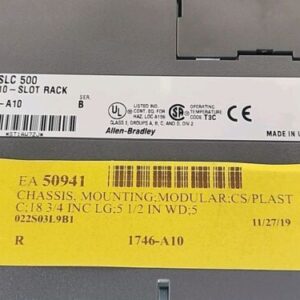 SLC 500
10-SLOT RACK
-A10
SER.
B
LISTED IND. CONT. EQ.
FOR
HAZ. LOC. A196
OPERATING
TEMP.
CODE T3C
CLASS I, GROUPS A, B, C AND D, DIV. 2
Allen-Bradley
MADE IN U
EA 50941
CHASSIS, MOUNTING;MODULAR;CS/PLAST
C;18 3/4 INC LG;5 1/2 IN WD;5
022S03L9B1
11/27/19
R
1746-A10